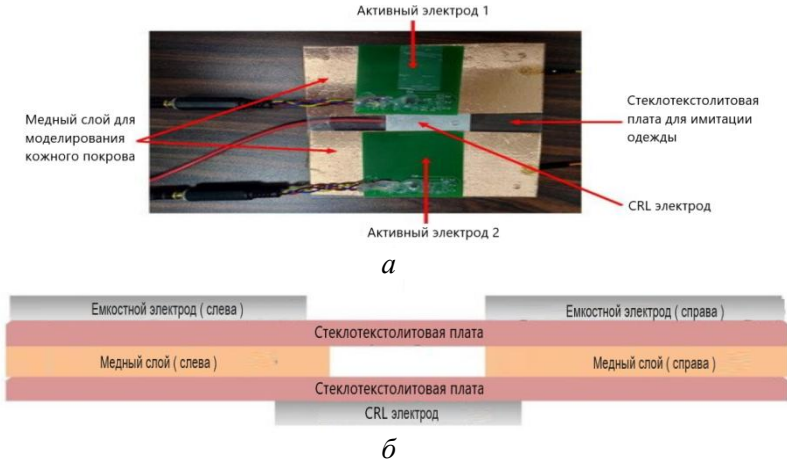 Активный электрод 1
Медный слой для
моделирования
кожного покрова
Стеклотекстолитовая
плата для имитации
одежды
CRL электрод
Активный электрод 2
а
Емкостной электрод ( слева )
Емкостной электрод ( справа )
Стеклотекстолитовая плата
Медный слой ( слева )
Медный слой ( справа )
Стеклотекстолитовая плата
CRL электрод
б